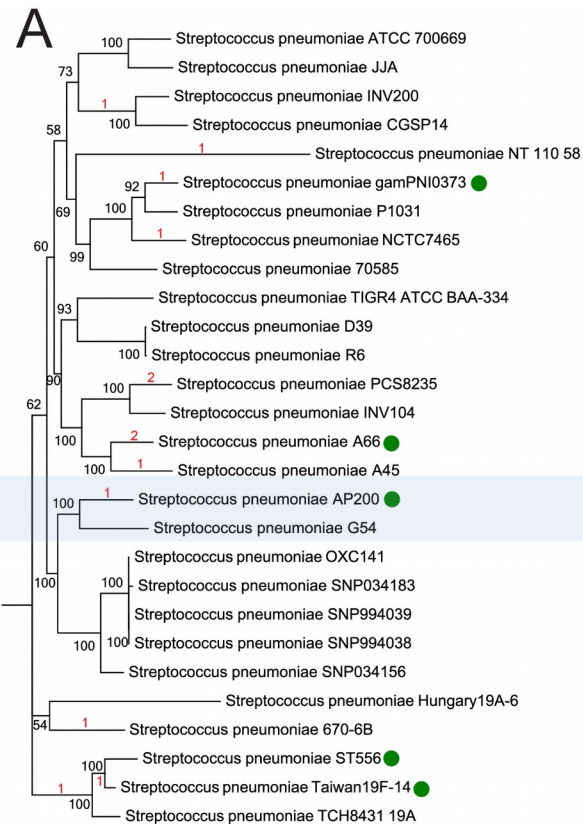 A
100
Streptococcus pneumoniae ATCC 700669
73
Streptococcus pneumoniae JJA
1
Streptococcus pneumoniae INV200
58
100
Streptococcus pneumoniae CGSP14
1
Streptococcus pneumoniae NT 110 58
92
1
Streptococcus pneumoniae gamPNI0373
69
100
Streptococcus pneumoniae P1031
1
Streptococcus pneumoniae NCTC7465
60
99
Streptococcus pneumoniae 70585
93
Streptococcus pneumoniae TIGR4 ATCC BAA-334
Streptococcus pneumoniae D39
100
Streptococcus pneumoniae R6
90
100
2
Streptococcus pneumoniae PCS8235
62
Streptococcus pneumoniae INV104
100
2
Streptococcus pneumoniae A66
100
1
Streptococcus pneumoniae A45
100
1
Streptococcus pneumoniae AP200
Streptococcus pneumoniae G54
Streptococcus pneumoniae OXC141
100
100
Streptococcus pneumoniae SNP034183
Streptococcus pneumoniae SNP994039
100
100
Streptococcus pneumoniae SNP994038
Streptococcus pneumoniae SNP034156
Streptococcus pneumoniae Hungary19A-6
54
1
Streptococcus pneumoniae 670-6B
100
Streptococcus pneumoniae ST556
1
1
Streptococcus pneumoniae Taiwan19F-14
100
Streptococcus pneumoniae TCH8431 19A